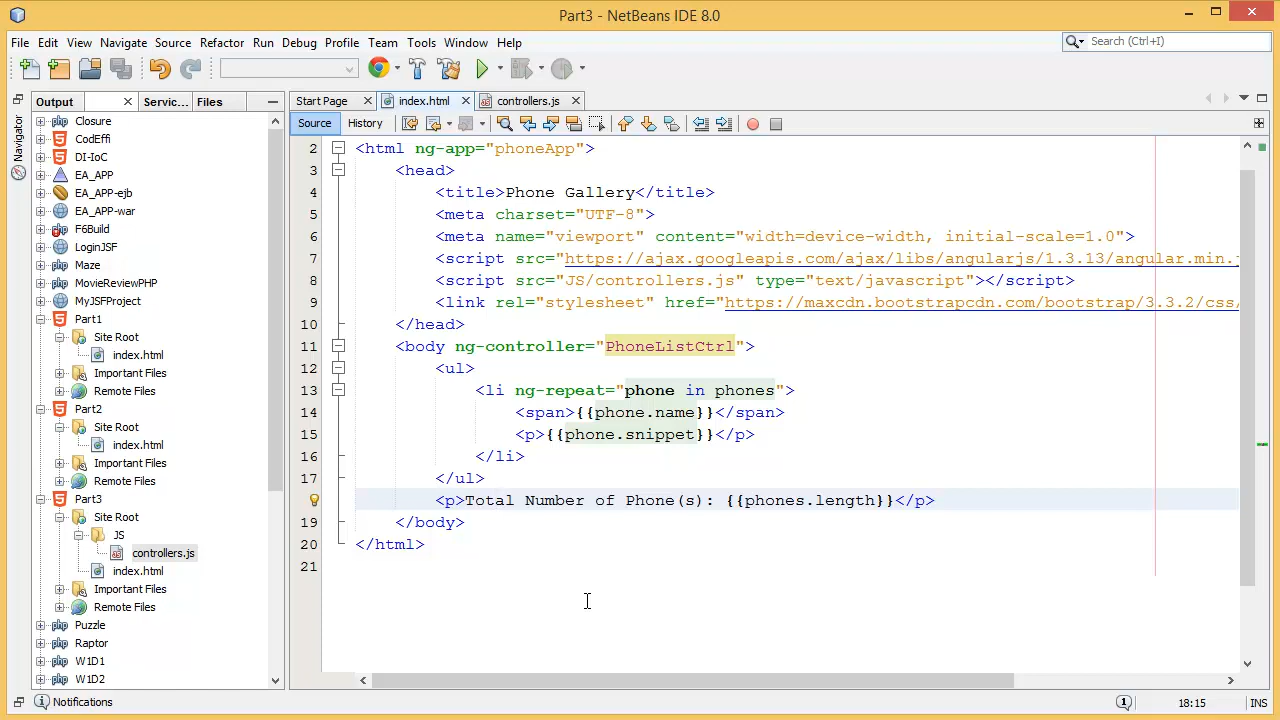 Part3 - NetBeans IDE 8.0
File Edit View Navigate Source Refactor Run Debug Profile Team Tools Window Help
Search (Ctrl+I)
Output Servic... Files
Start Page index.html controllers.js
Source History
Navigator
Closure
CodEffi
DI-IoC
EA_APP
EA_APP-ejb
EA_APP-war
F6Build
LoginJSF
Maze
MovieReviewPHP
MyJSFProject
Part1
Site Root
index.html
Important Files
Remote Files
Part2
Site Root
index.html
Important Files
Remote Files
Part3
Site Root
JS
controllers.js
index.html
Important Files
Remote Files
Puzzle
Raptor
W1D1
W1D2
2 <html ng-app="phoneApp">
3 <head>
4 <title>Phone Gallery</title>
5 <meta charset="UTF-8">
6 <meta name="viewport" content="width=device-width, initial-scale=1.0">
7 <script src="https://ajax.googleapis.com/ajax/libs/angularjs/1.3.13/angular.min.j
8 <script src="JS/controllers.js" type="text/javascript"></script>
9 <link rel="stylesheet" href="https://maxcdn.bootstrapcdn.com/bootstrap/3.3.2/css/
10 </head>
11 <body ng-controller="PhoneListCtrl">
12 <ul>
13 <li ng-repeat="phone in phones">
14 <span>{{phone.name}}</span>
15 <p>{{phone.snippet}}</p>
16 </li>
17 </ul>
<p>Total Number of Phone(s): {{phones.length}}</p>
19 </body>
20 </html>
21
Notifications
1
18:15
INS